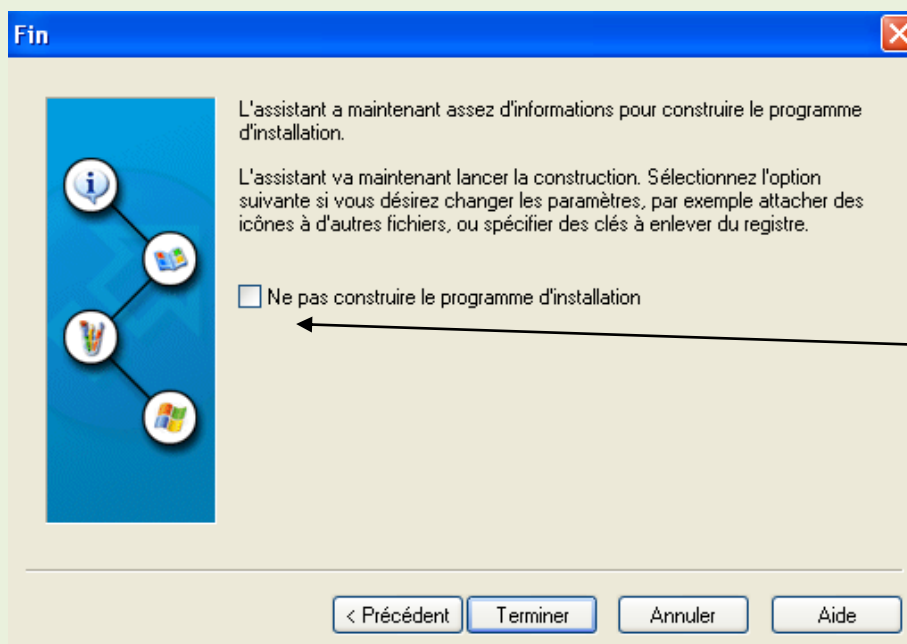 Fin
L'assistant a maintenant assez d'informations pour construire le programme
d'installation.
L'assistant va maintenant lancer la construction. Sélectionnez l'option
suivante si vous désirez changer les paramètres, par exemple attacher des
icônes à d'autres fichiers, ou spécifier des clés à enlever du registre.
Ne pas construire le programme d'installation
< Précédent Terminer Annuler Aide